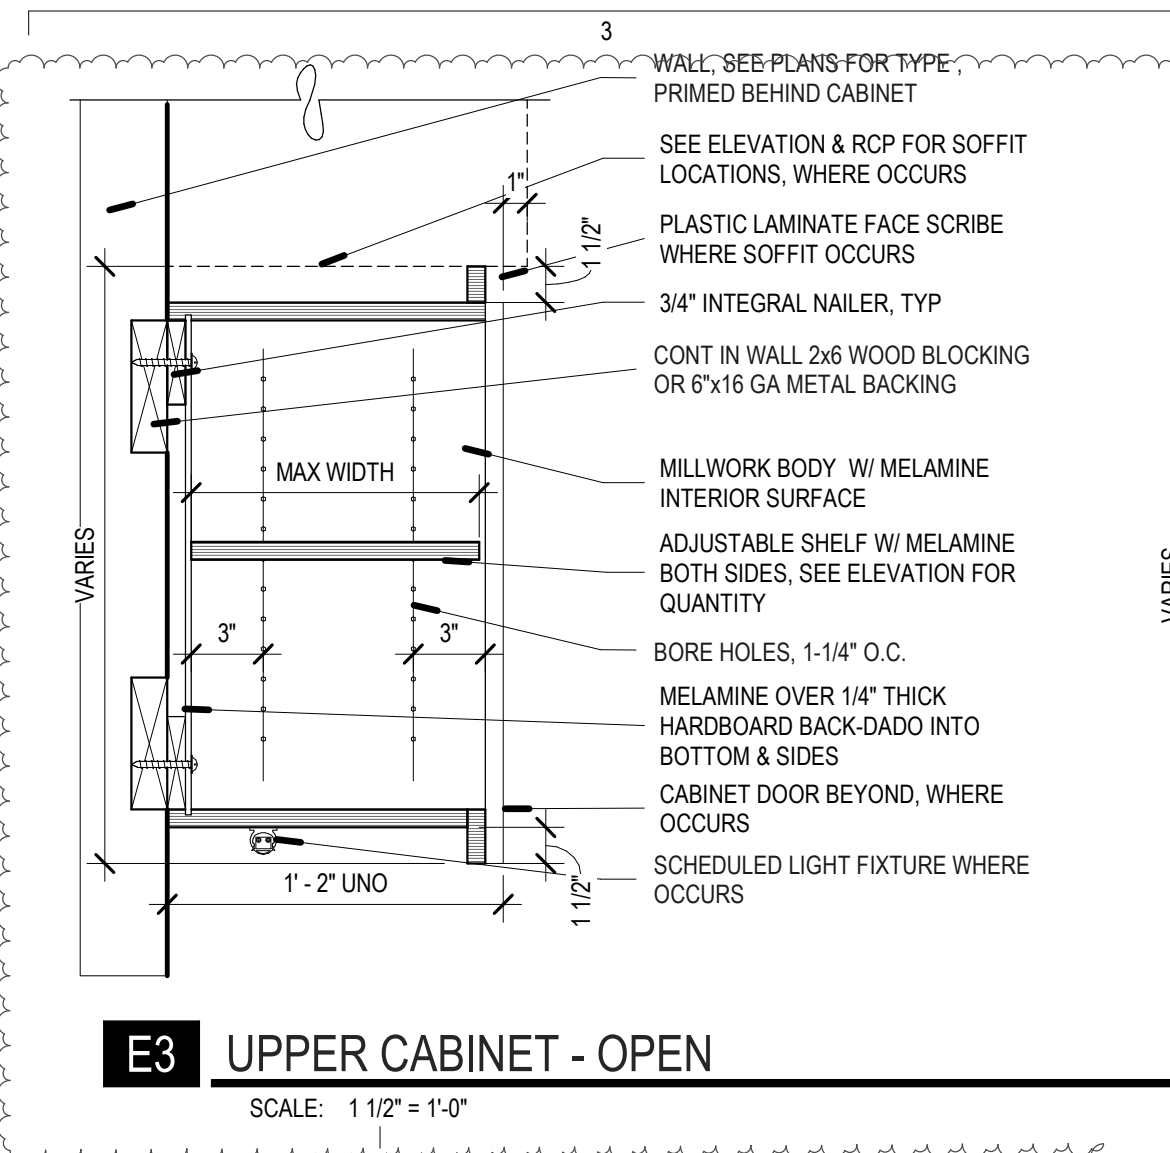 3
WALL, SEE PLANS FOR TYPE ,
PRIMED BEHIND CABINET
SEE ELEVATION & RCP FOR SOFFIT
LOCATIONS, WHERE OCCURS
1"
PLASTIC LAMINATE FACE SCRIBE
WHERE SOFFIT OCCURS
1 1/2"
3/4" INTEGRAL NAILER, TYP
CONT IN WALL 2x6 WOOD BLOCKING
OR 6"x16 GA METAL BACKING
MAX WIDTH
MILLWORK BODY W/ MELAMINE
INTERIOR SURFACE
VARIES
ADJUSTABLE SHELF W/ MELAMINE
BOTH SIDES, SEE ELEVATION FOR
QUANTITY
VARIES
3"
3"
BORE HOLES, 1-1/4" O.C.
MELAMINE OVER 1/4" THICK
HARDBOARD BACK-DADO INTO
BOTTOM & SIDES
CABINET DOOR BEYOND, WHERE
OCCURS
SCHEDULED LIGHT FIXTURE WHERE
OCCURS
1' - 2" UNO
1 1/2"
E3 UPPER CABINET - OPEN
SCALE: 1 1/2" = 1'-0"